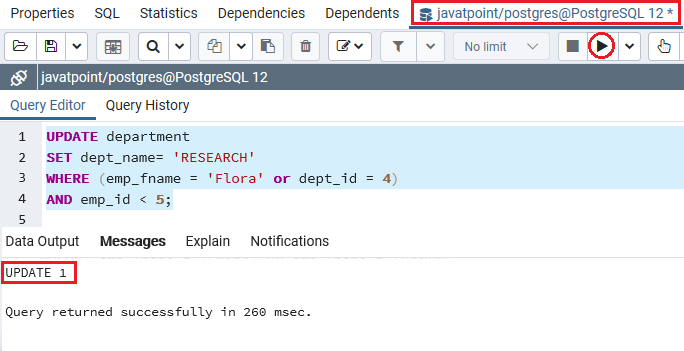 Properties SQL Statistics Dependencies Dependents javatpoint/postgres@PostgreSQL 12 *
No limit
javatpoint/postgres@PostgreSQL 12
Query Editor Query History
1 UPDATE department
2 SET dept_name= 'RESEARCH'
3 WHERE (emp_fname = 'Flora' or dept_id = 4)
4 AND emp_id < 5;
5
Data Output Messages Explain Notifications
UPDATE 1
Query returned successfully in 260 msec.